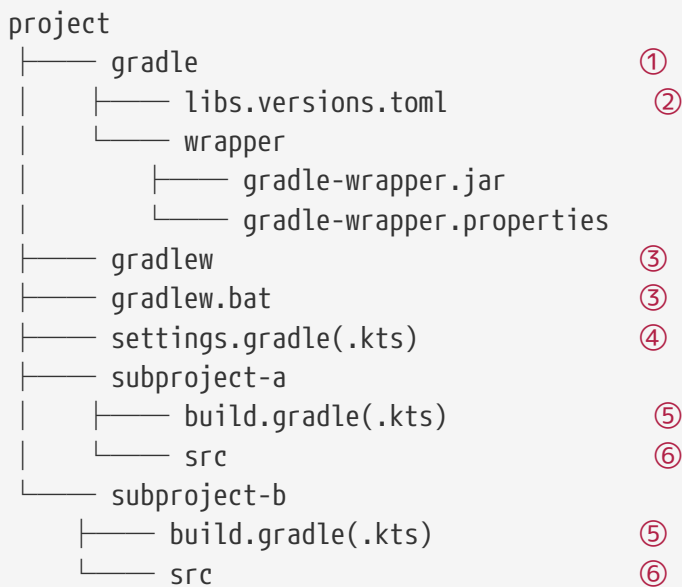 project
├── gradle ①
│ ├── libs.versions.toml ②
│ └── wrapper
│ ├── gradle-wrapper.jar
│ └── gradle-wrapper.properties
├── gradlew ③
├── gradlew.bat ③
├── settings.gradle(.kts) ④
├── subproject-a
│ ├── build.gradle(.kts) ⑤
│ └── src ⑥
└── subproject-b
├── build.gradle(.kts) ⑤
└── src ⑥